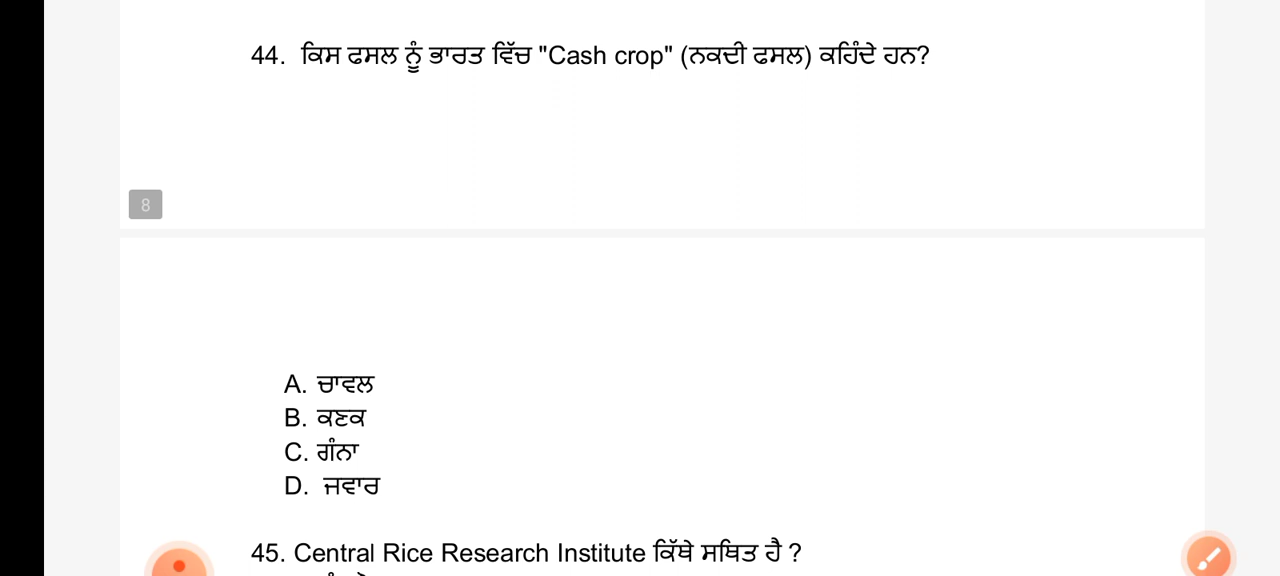 44. ਕਿਸ ਫਸਲ ਨੂੰ ਭਾਰਤ ਵਿੱਚ "Cash crop" (ਨਕਦੀ ਫਸਲ) ਕਹਿੰਦੇ ਹਨ?
8
A. ਚਾਵਲ
B. ਕਣਕ
C. ਗੰਨਾ
D. ਜਵਾਰ
45. Central Rice Research Institute ਕਿੱਥੇ ਸਥਿਤ ਹੈ ?